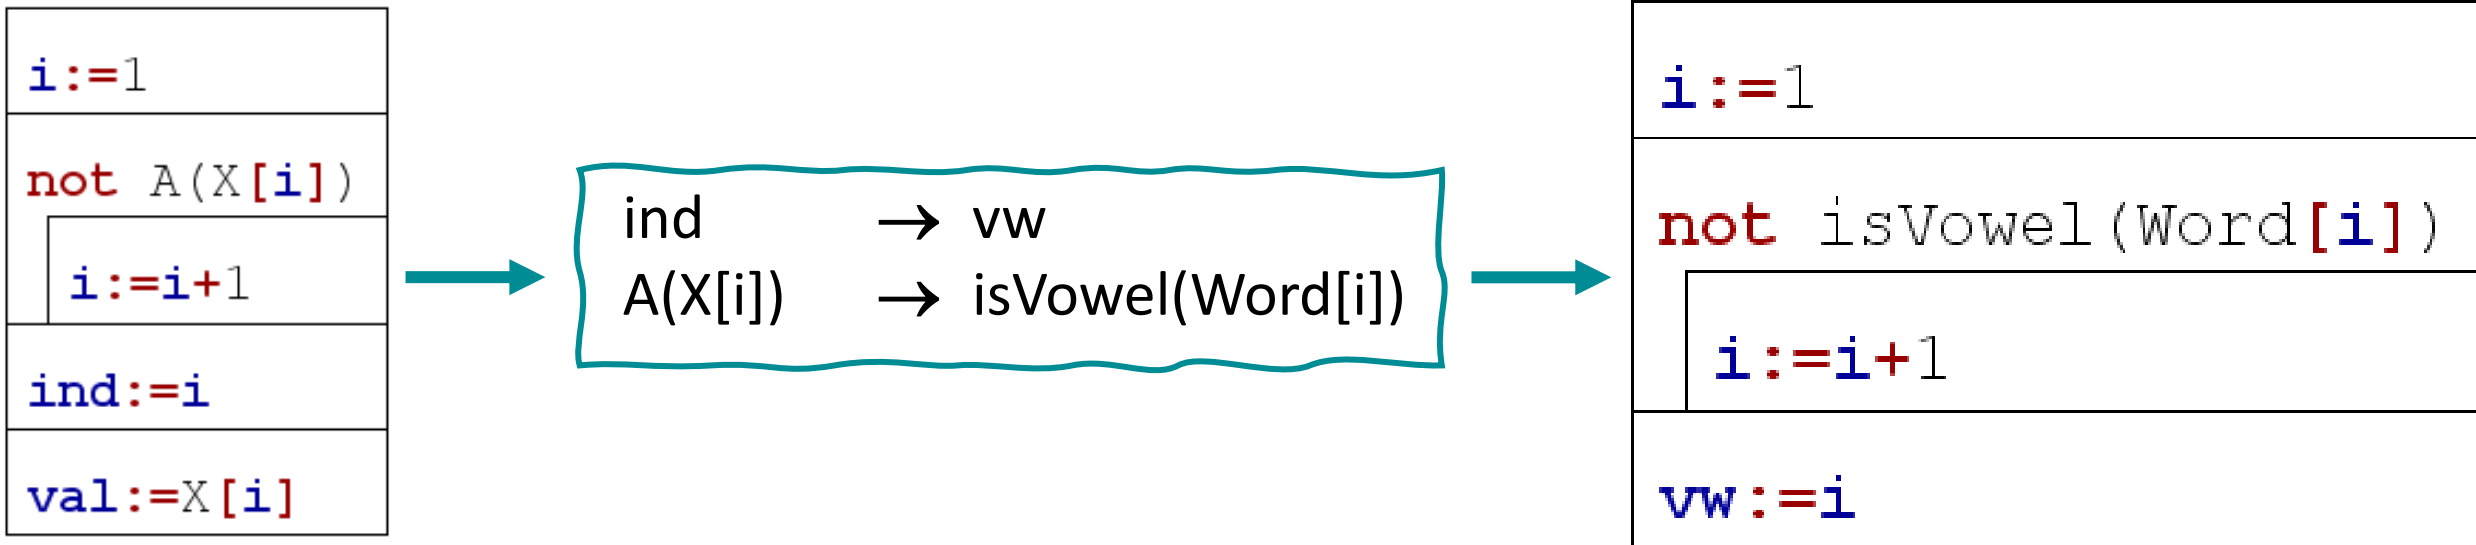 i:=1
not A(X[i])
i:=i+1
ind:=i
val:=X[i]
ind → vw
A(X[i]) → isVowel(Word[i])
i:=1
not isVowel(Word[i])
i:=i+1
vw:=i